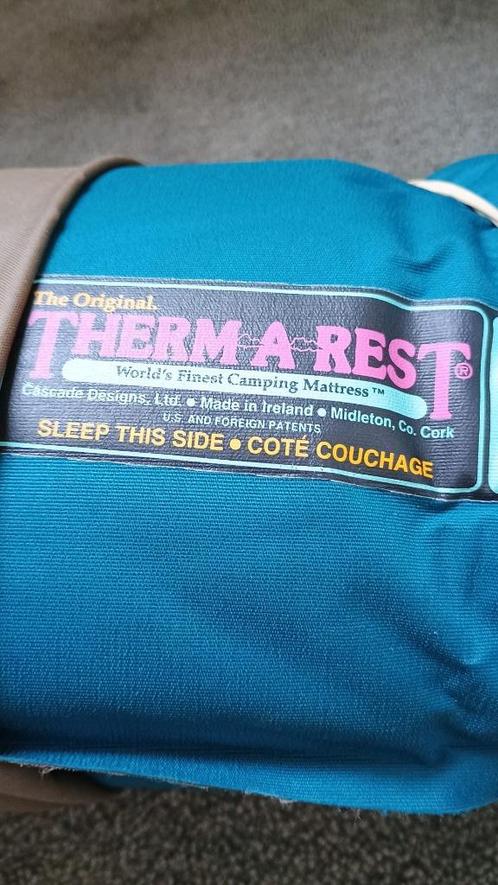 The Original.
THERM-A-REST®
World's Finest Camping Mattress™
Cascade Designs, Ltd. • Made in Ireland • Midleton, Co. Cork
U.S. AND FOREIGN PATENTS
SLEEP THIS SIDE • COTÉ COUCHAGE